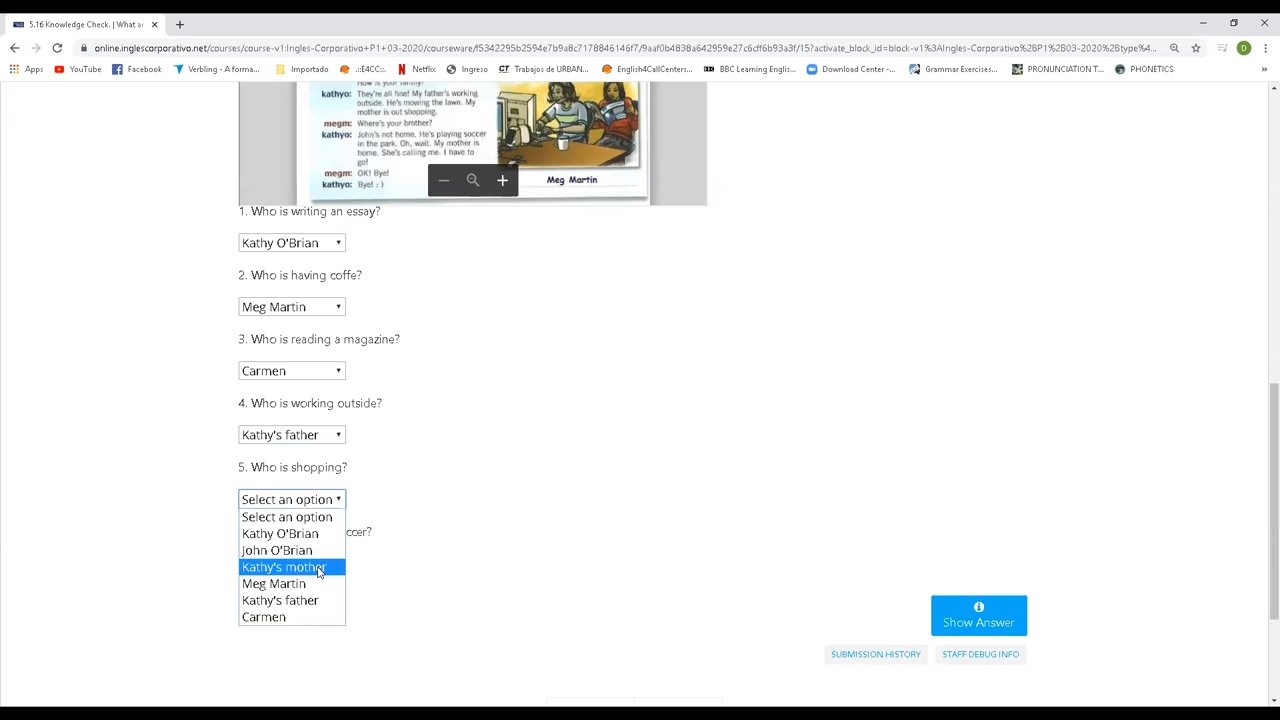 5.16 Knowledge Check. | What ar
online.inglescorporativo.net/courses/course-v1:Ingles-Corporativo+P1+03-2020/courseware/f5342295b2594e7b9a8c7178846146f7/9aaf0b4838a642959e27c6df6b93a3f/15?activate_block_id=block-v1%3AIngles-Corporativo%2BP1%2B03-2020%2Btype%4...
Apps YouTube Facebook Verbling - A forma... Importado .::E4CC::. Netflix Ingreso Trabajos de URBAN... English4CallCenters... BBC Learning Englis... Download Center -... Grammar Exercises... PRONUNCIATION T... PHONETICS
How is your family?
kathyo: They're all fine! My father's working
outside. He's mowing the lawn. My
mother is out shopping.
megm: Where's your brother?
kathyo: John's not home. He's playing soccer
in the park. Oh, wait. My mother is
home. She's calling me. I have to
go!
megm: OK! Bye!
kathyo: Bye! : )
Meg Martin
1. Who is writing an essay?
Kathy O'Brian
2. Who is having coffe?
Meg Martin
3. Who is reading a magazine?
Carmen
4. Who is working outside?
Kathy's father
5. Who is shopping?
Select an option
Select an option
Kathy O'Brian
ccer?
John O'Brian
Kathy's mother
Meg Martin
Kathy's father
Carmen
Show Answer
SUBMISSION HISTORY STAFF DEBUG INFO